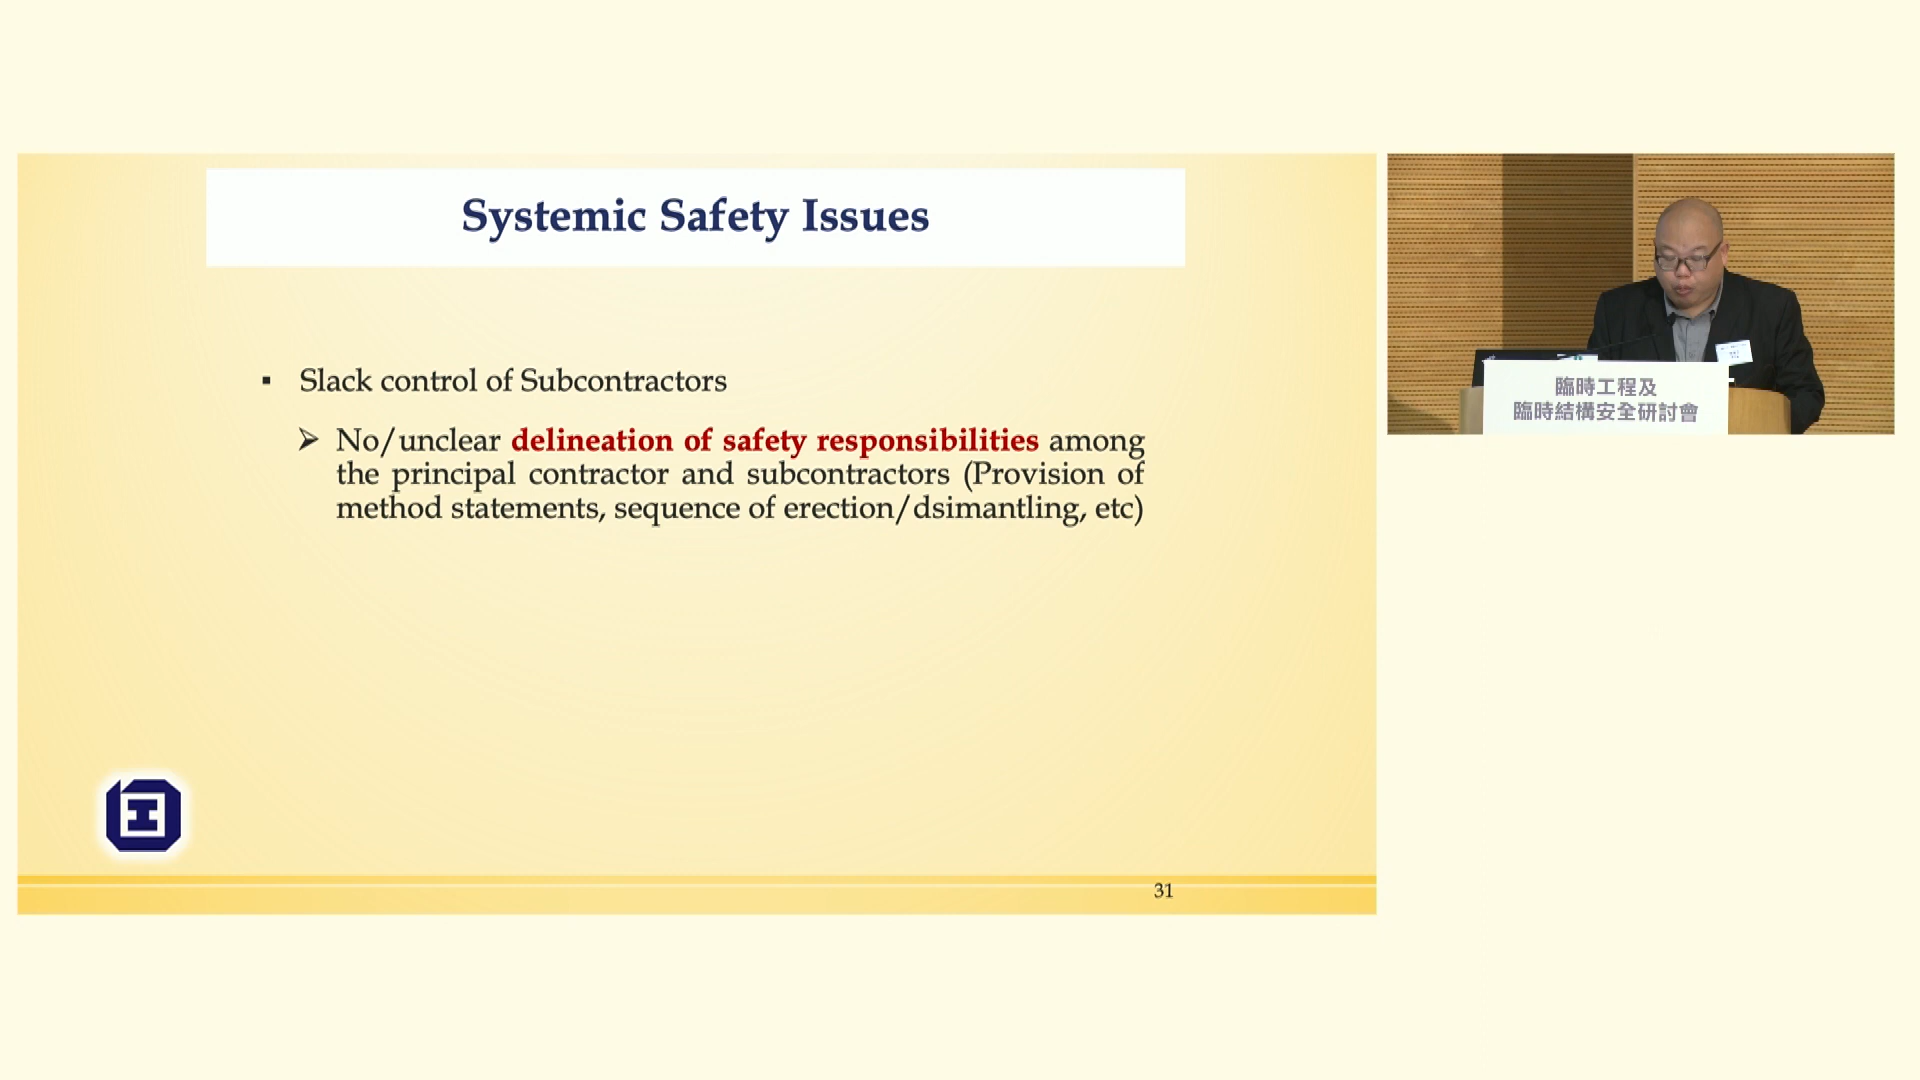 Systemic Safety Issues
▪ Slack control of Subcontractors
➢ No/unclear delineation of safety responsibilities among
the principal contractor and subcontractors (Provision of
method statements, sequence of erection/dsimantling, etc)
31
臨時工程及
臨時結構安全研討會